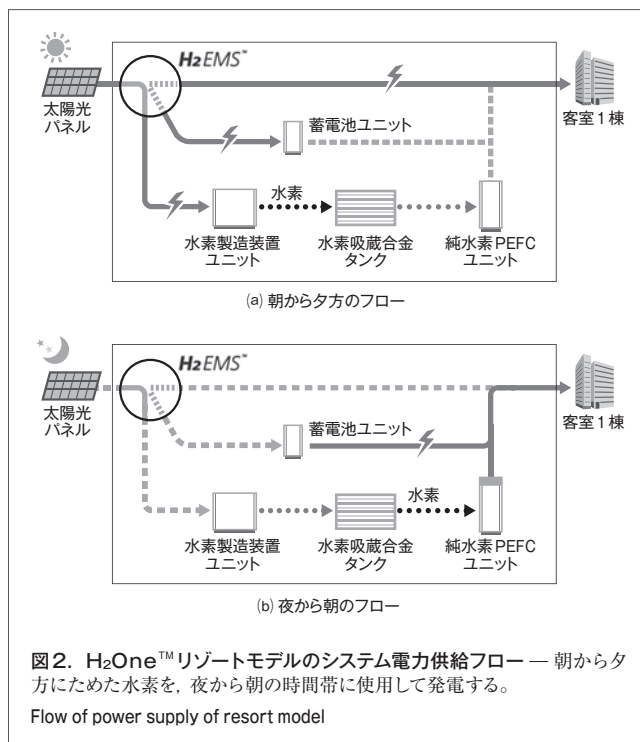 H2EMS™
太陽光
パネル
客室1棟
蓄電池ユニット
水素
水素製造装置
ユニット
水素吸蔵合金
タンク
純水素PEFC
ユニット
(a) 朝から夕方のフロー
H2EMS™
太陽光
パネル
客室1棟
蓄電池ユニット
水素
水素製造装置
ユニット
水素吸蔵合金
タンク
純水素PEFC
ユニット
(b) 夜から朝のフロー
図2. H2One™リゾートモデルのシステム電力供給フロー — 朝から夕
方にためた水素を, 夜から朝の時間帯に使用して発電する。
Flow of power supply of resort model